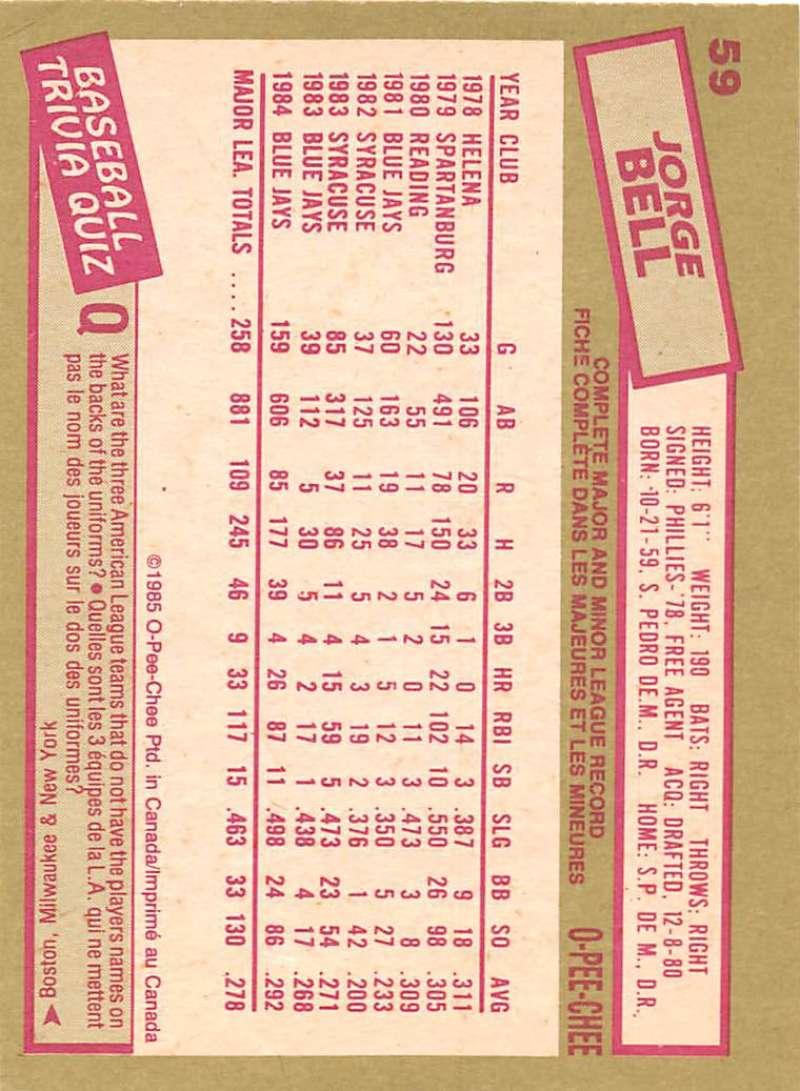 59
JORGE
BELL
HEIGHT: 6'1" WEIGHT: 190 BATS: RIGHT THROWS: RIGHT
SIGNED: PHILLIES-'78, FREE AGENT ACQ: DRAFTED, 12-8-80
BORN: 10-21-59, S. PEDRO DE.M., D.R. HOME: S.P. DE M., D.R.
COMPLETE MAJOR AND MINOR LEAGUE RECORD
FICHE COMPLÈTE DANS LES MAJEURES ET LES MINEURES
O-PEE-CHEE
YEAR CLUB G AB R H 2B 3B HR RBI SB SLG BB SO AVG
1978 HELENA 33 106 20 33 6 1 0 14 3 .387 9 18 .311
1979 SPARTANBURG 130 491 78 150 24 15 22 102 10 .550 26 98 .305
1980 READING 22 55 11 17 5 2 0 11 3 .473 3 8 .309
1981 BLUE JAYS 60 163 19 38 2 1 5 12 3 .350 5 27 .233
1982 SYRACUSE 37 125 11 25 5 4 3 19 2 .376 1 42 .200
1983 SYRACUSE 85 317 37 86 11 4 15 59 5 .473 23 54 .271
1983 BLUE JAYS 39 112 5 30 5 4 2 17 1 .438 4 17 .268
1984 BLUE JAYS 159 606 85 177 39 4 26 87 11 .498 24 86 .292
MAJOR LEA. TOTALS ..... 258 881 109 245 46 9 33 117 15 .463 33 130 .278
©1985 O-Pee-Chee Ptd. in Canada/Imprimé au Canada
BASEBALL
TRIVIA QUIZ
Q
What are the three American League teams that do not have the players names on
the backs of the uniforms? ● Quelles sont les 3 équipes de la L.A. qui ne mettent
pas le nom des joueurs sur le dos des uniformes?
Boston, Milwaukee & New York